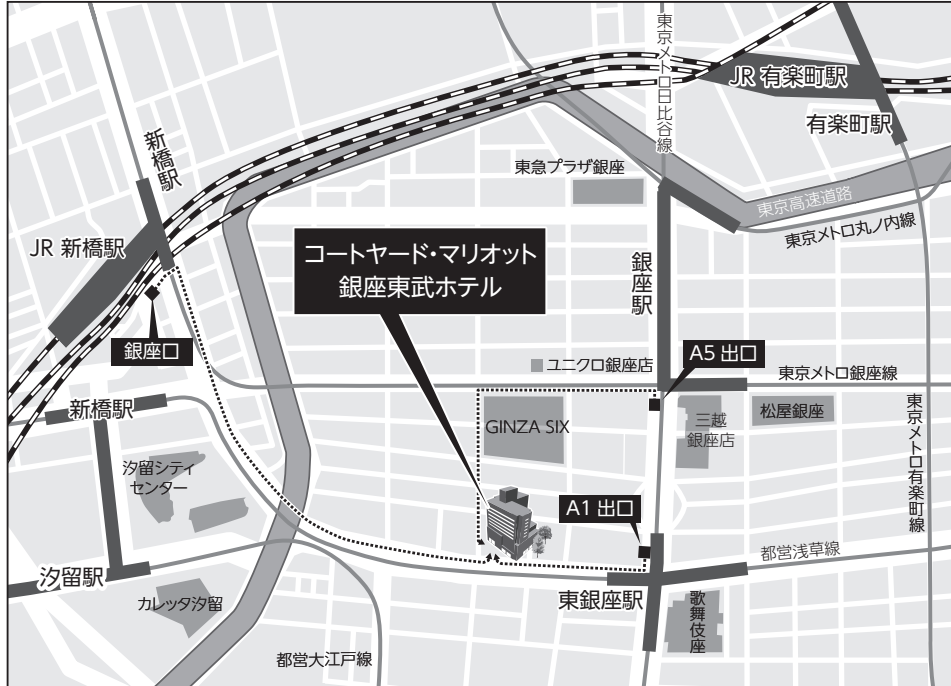 東京メトロ日比谷線
JR 有楽町駅
有楽町駅
新橋駅
東急プラザ銀座
東京高速道路
東京メトロ丸ノ内線
JR 新橋駅
コートヤード・マリオット
銀座東武ホテル
銀座駅
銀座口
ユニクロ銀座店
A5 出口
東京メトロ銀座線
新橋駅
GINZA SIX
三越
銀座店
松屋銀座
東京メトロ有楽町線
汐留シティ
センター
A1 出口
都営浅草線
汐留駅
カレッタ汐留
東銀座駅
歌舞伎座
都営大江戸線